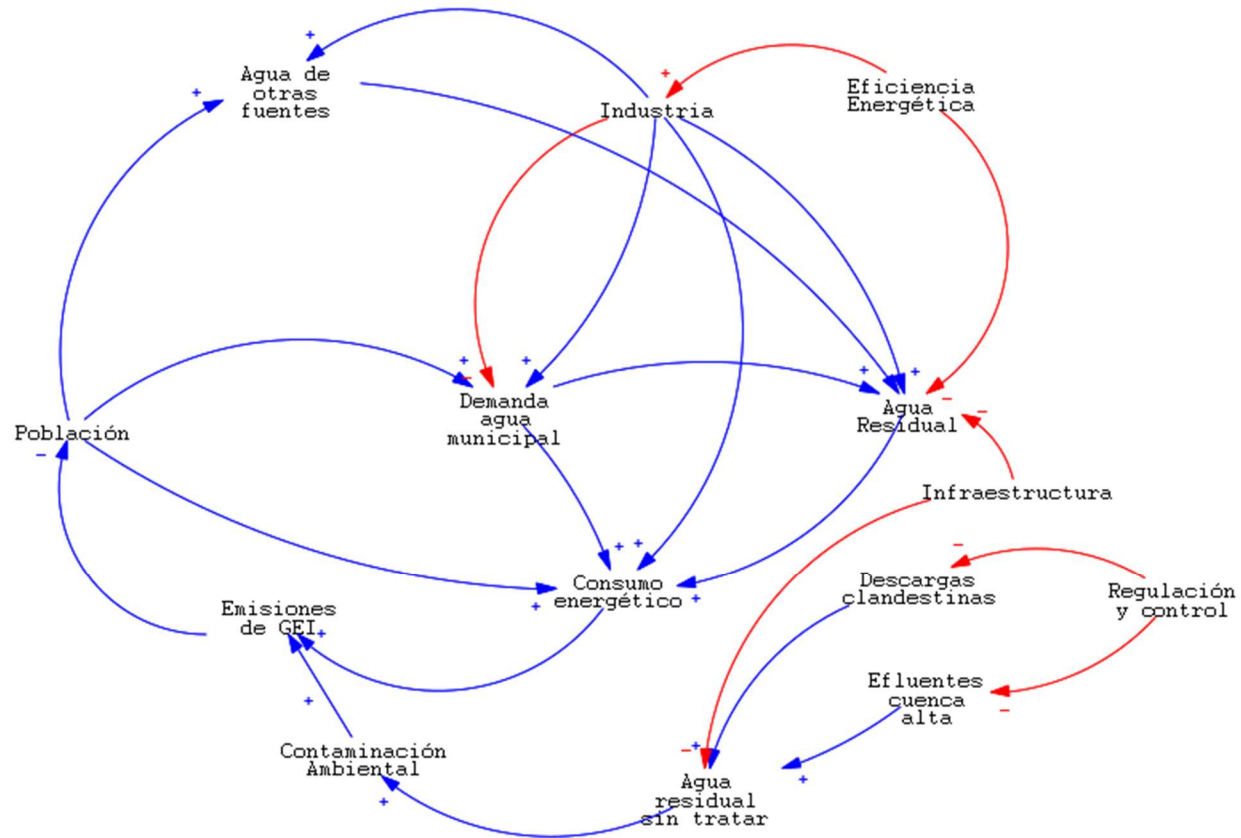 Agua de
otras
fuentes
Industria
Eficiencia
Energética
Demanda
agua
municipal
Agua
Residual
Población
Infraestructura
Consumo
energético
Descargas
clandestinas
Regulación
y control
Emisiones
de GEI
Efluentes
cuenca
alta
Contaminación
Ambiental
Agua
residual
sin tratar